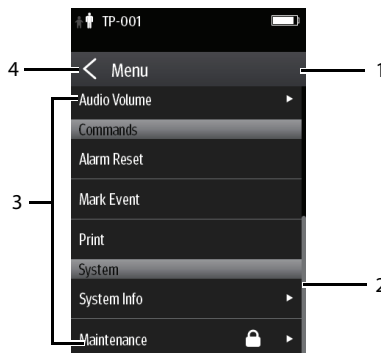 TP-001
4
Menu
1
Audio Volume
Commands
Alarm Reset
Mark Event
3
Print
System
2
System Info
Maintenance